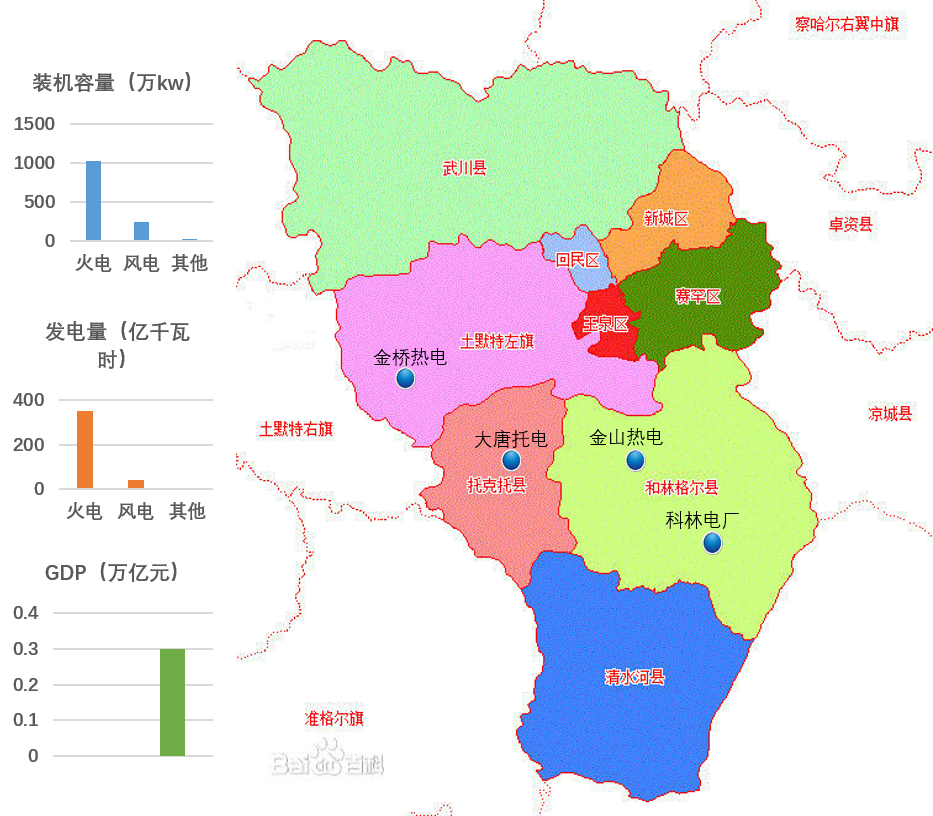 装机容量（万kw）
1500
1000
500
0
火电 风电 其他
发电量（亿千瓦
时）
400
200
0
火电 风电 其他
GDP（万亿元）
0.4
0.3
0.2
0.1
0
察哈尔右翼中旗
武川县
新城区
卓资县
回民区
赛罕区
玉泉区
土默特左旗
金桥热电
凉城县
土默特右旗
大唐托电
金山热电
托克托县
和林格尔县
科林电厂
清水河县
准格尔旗
Bai du 百科